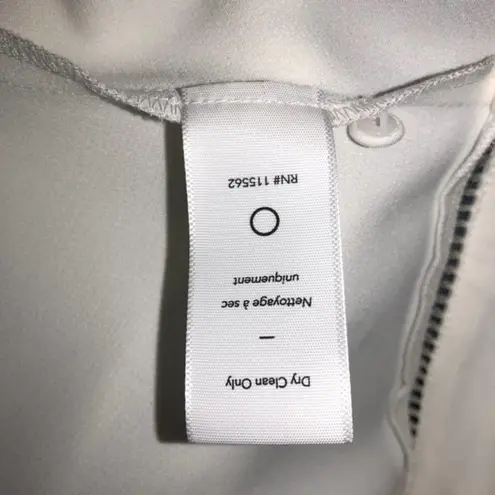 Dry Clean Only
—
Nettoyage à sec
uniquement
RN# 115562